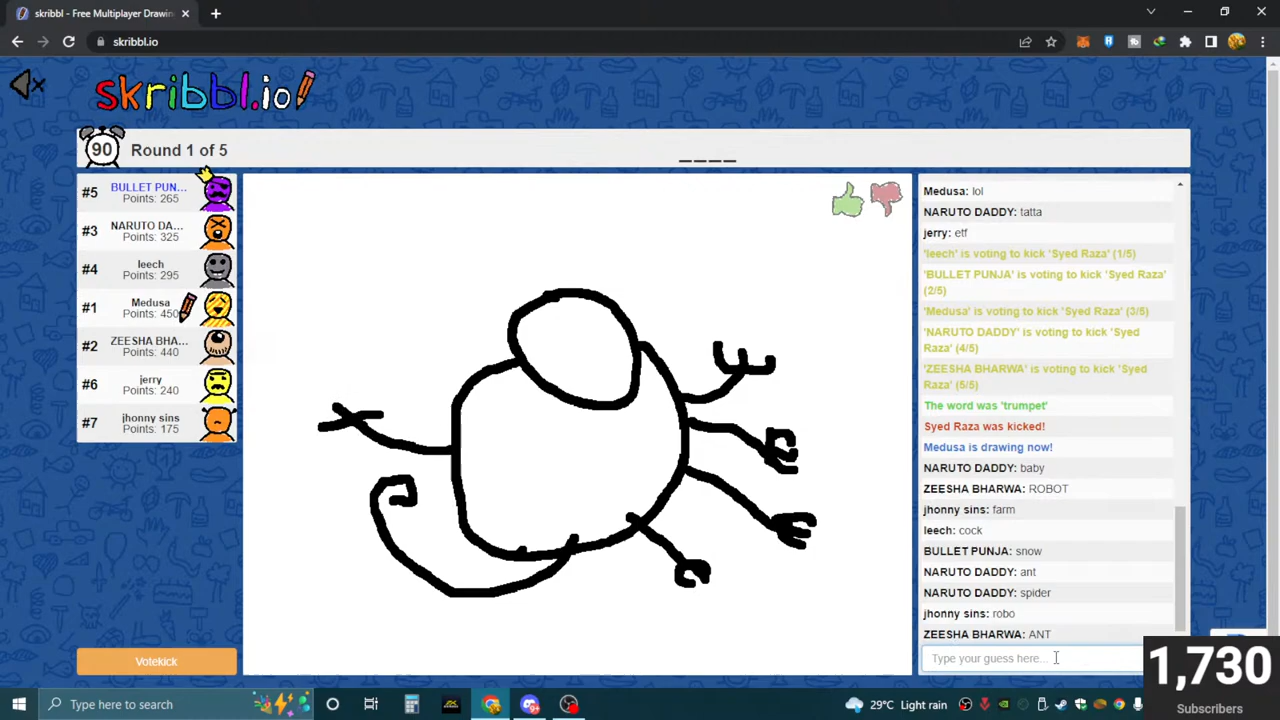 skribbl - Free Multiplayer Drawin
skribbl.io
skribbl.io
90
Round 1 of 5
____
#5
BULLET PUN...
Points: 265
#3
NARUTO DA...
Points: 325
#4
leech
Points: 295
#1
Medusa
Points: 450
#2
ZEESHA BHA...
Points: 440
#6
jerry
Points: 240
#7
jhonny sins
Points: 175
Votekick
Medusa: lol
NARUTO DADDY: tatta
jerry: etf
'leech' is voting to kick 'Syed Raza' (1/5)
'BULLET PUNJA' is voting to kick 'Syed Raza'
(2/5)
'Medusa' is voting to kick 'Syed Raza' (3/5)
'NARUTO DADDY' is voting to kick 'Syed
Raza' (4/5)
'ZEESHA BHARWA' is voting to kick 'Syed
Raza' (5/5)
The word was 'trumpet'
Syed Raza was kicked!
Medusa is drawing now!
NARUTO DADDY: baby
ZEESHA BHARWA: ROBOT
jhonny sins: farm
leech: cock
BULLET PUNJA: snow
NARUTO DADDY: ant
NARUTO DADDY: spider
jhonny sins: robo
ZEESHA BHARWA: ANT
Type your guess here...
1,730
Subscribers
Type here to search
29°C Light rain